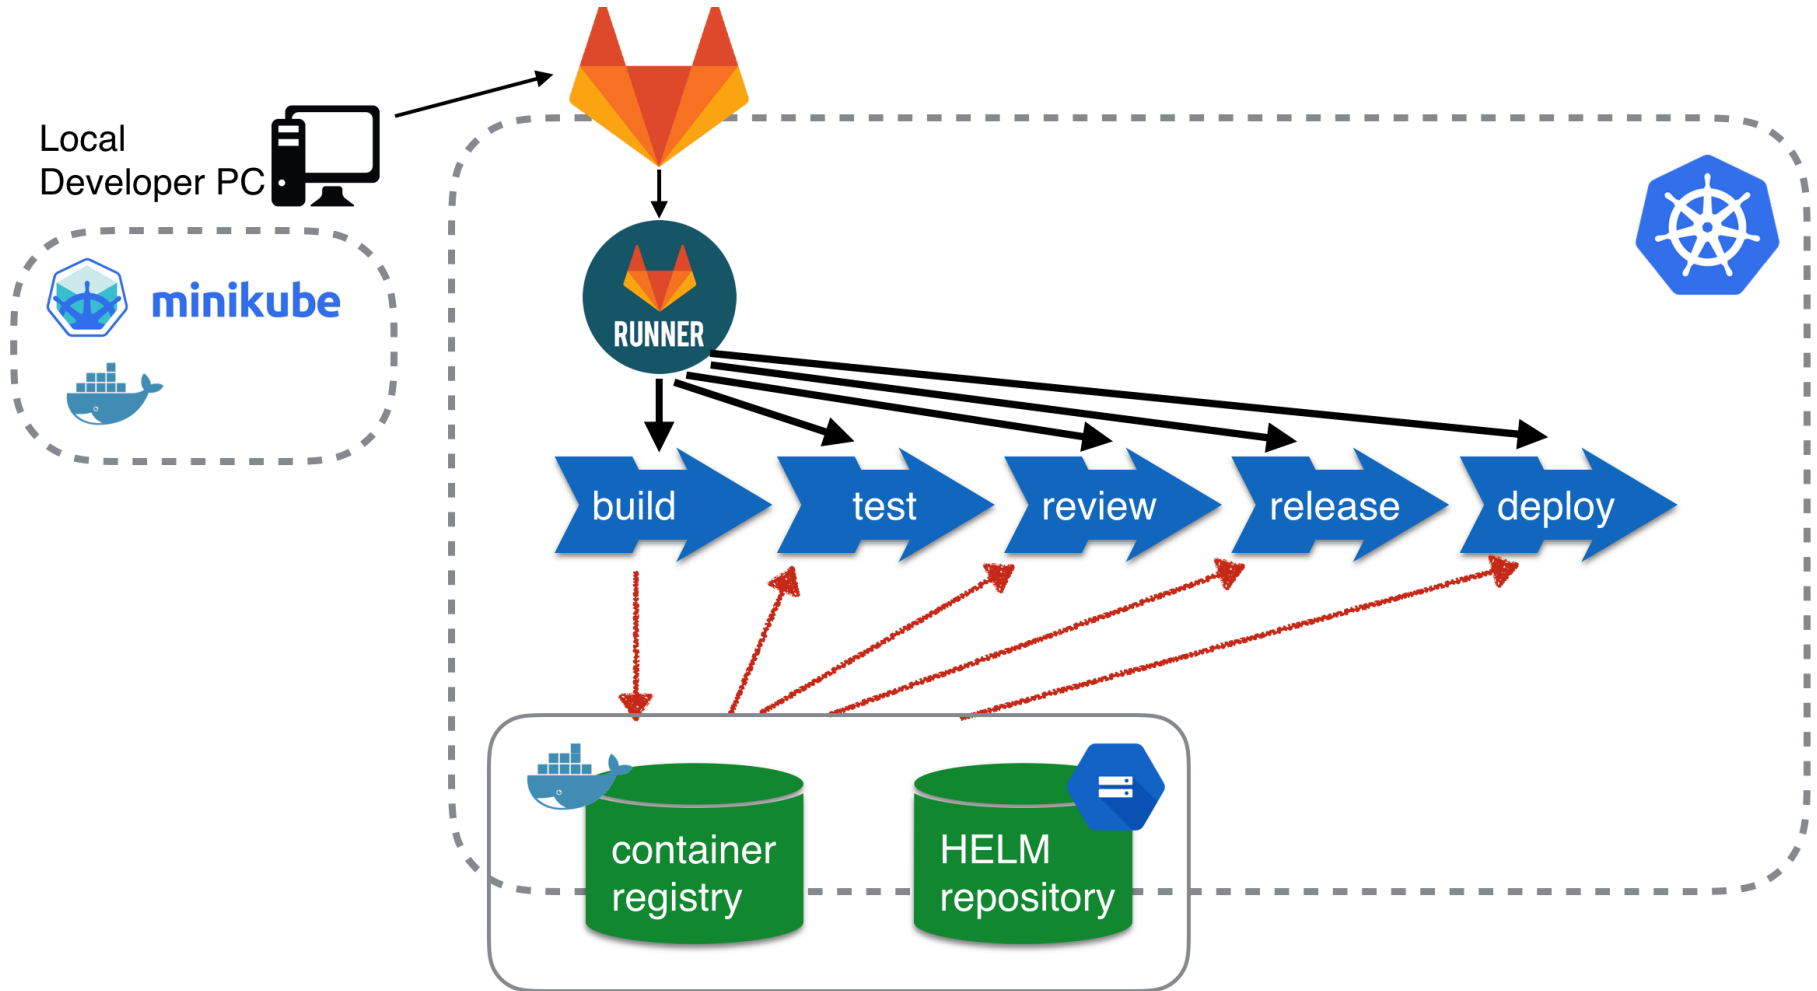 Local
Developer PC
minikube
RUNNER
build
test
review
release
deploy
container
registry
HELM
repository